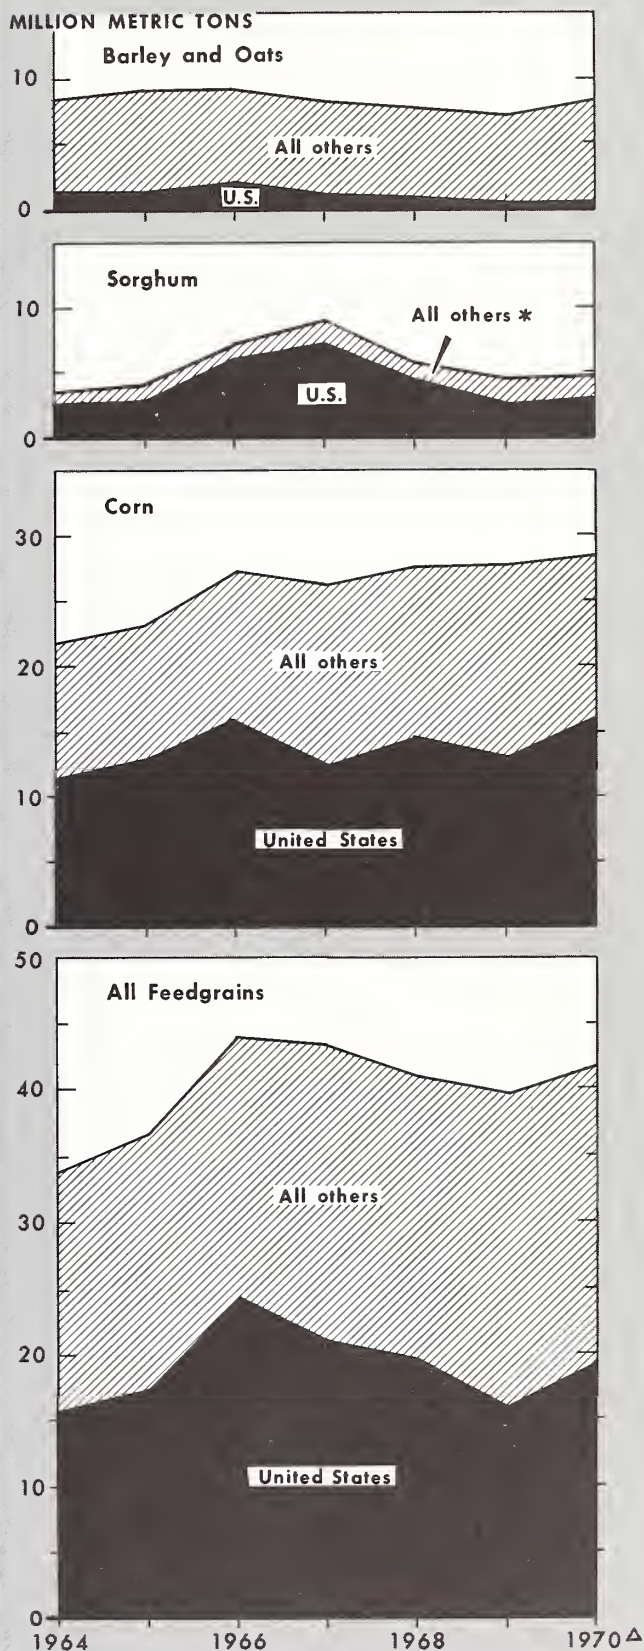 MILLION METRIC TONS
Barley and Oats
10
All others
U.S.
0
Sorghum
10
All others *
U.S.
0
Corn
30
20
All others
10
United States
0
50
All Feedgrains
40
All others
30
20
United States
10
0
1964 1966 1968 1970 Δ